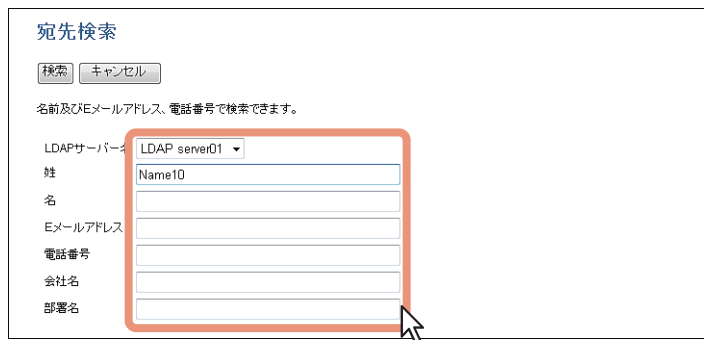 宛先検索
検索 キャンセル
名前及びEメールアドレス、電話番号で検索できます。
LDAPサーバー名 LDAP server01
姓 Name10
名
Eメールアドレス
電話番号
会社名
部署名